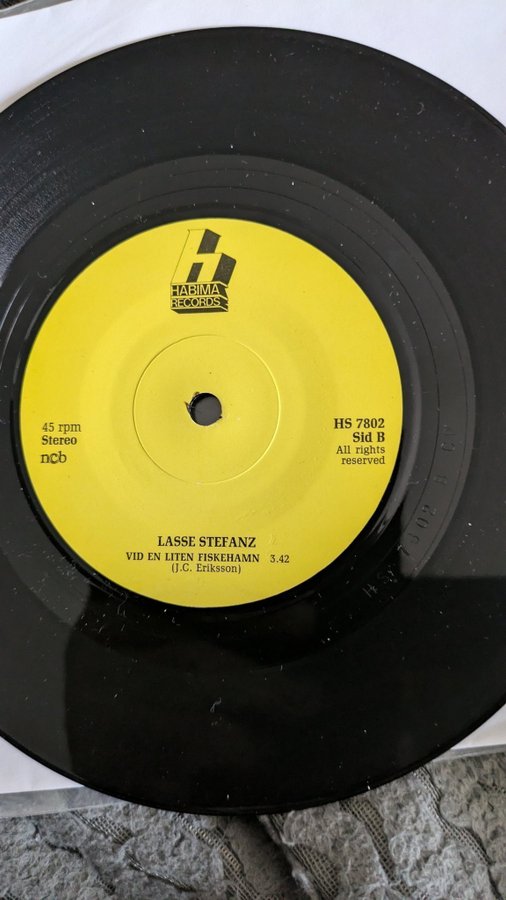 h
HABIMA
RECORDS
45 rpm
Stereo
ncb
HS 7802
Sid B
All rights
reserved
LASSE STEFANZ
VID EN LITEN FISKEHAMN 3.42
(J.C. Eriksson)